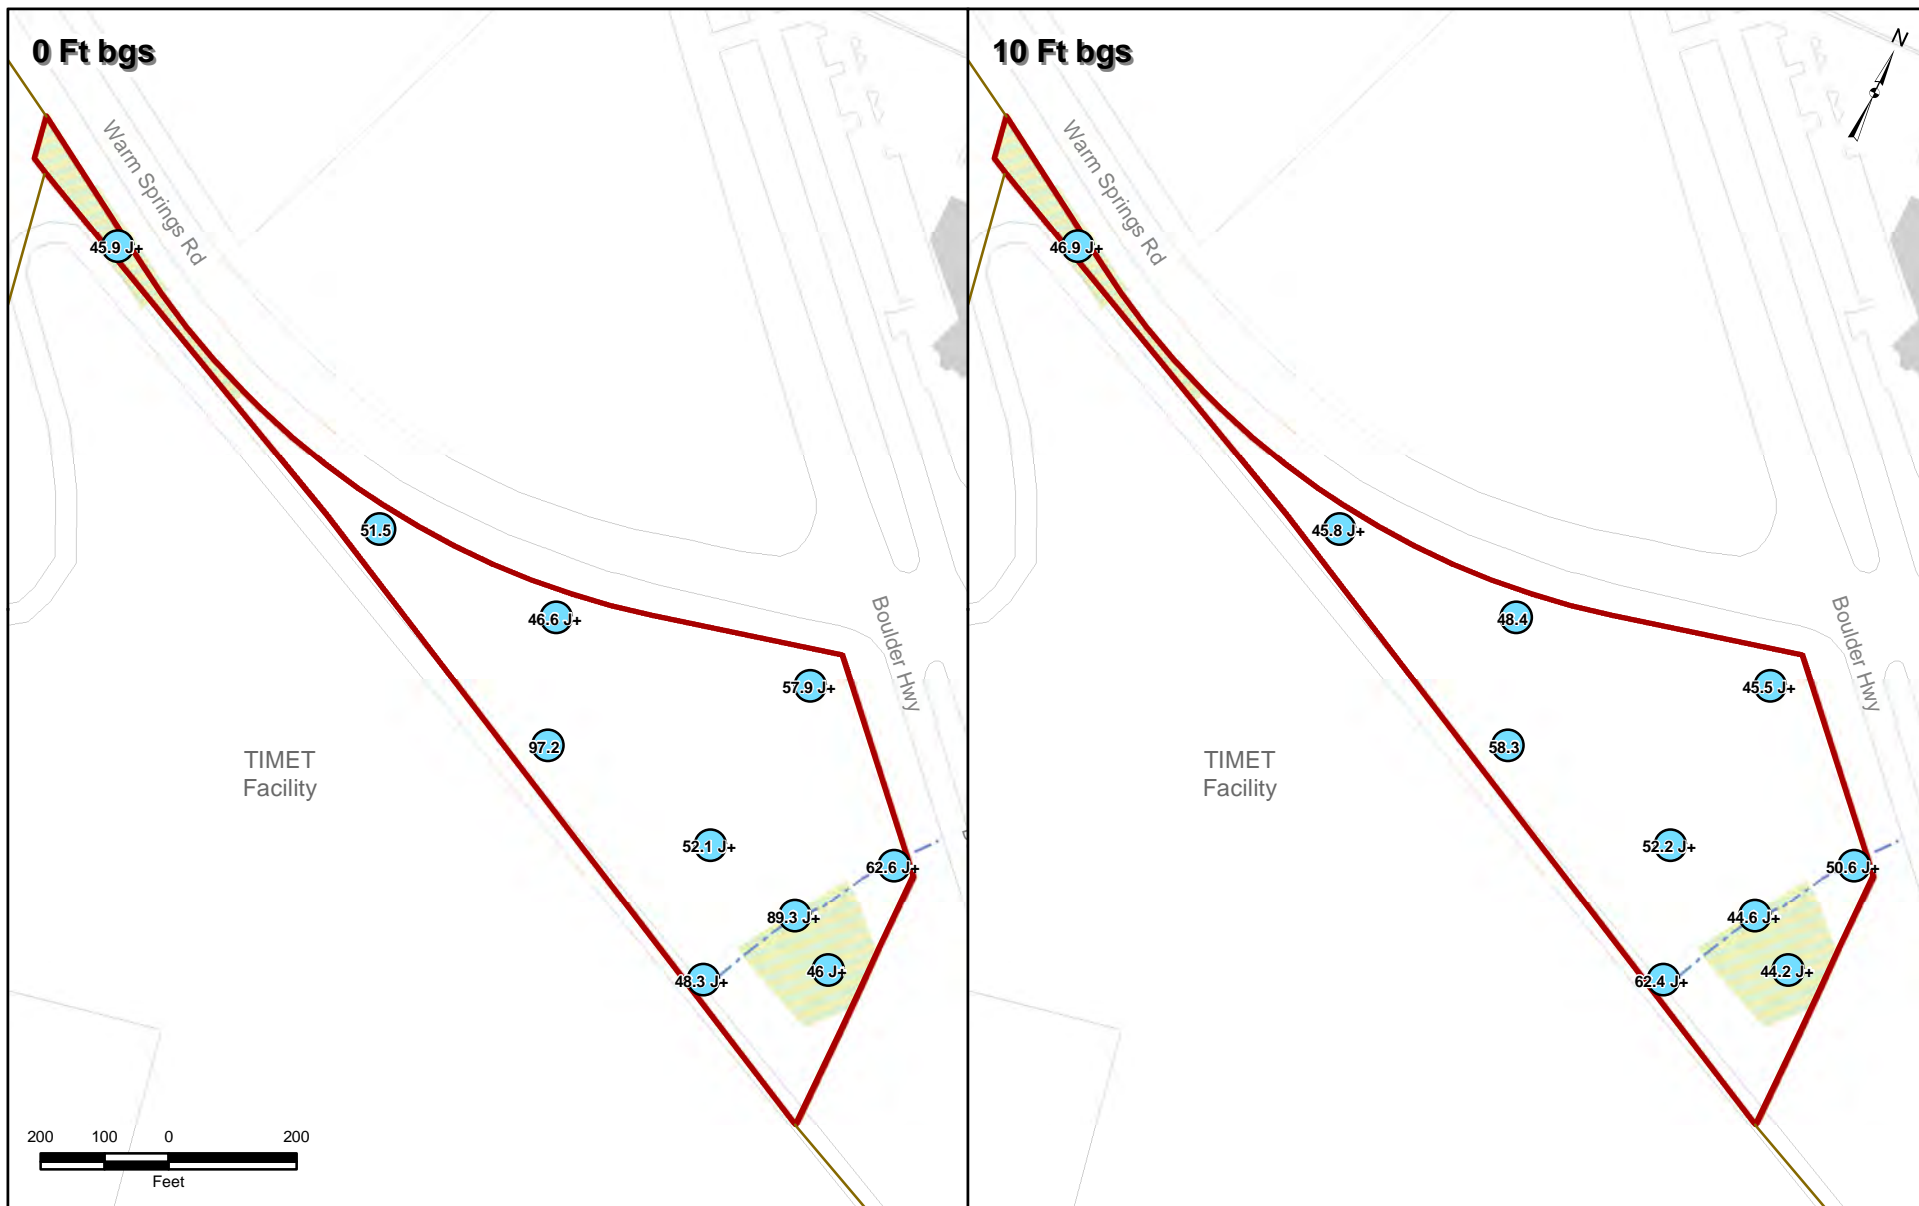 0 Ft bgs
Warm Springs Rd
45.9 J+
51.5
46.6 J+
57.9 J+
Boulder Hwy
97.2
TIMET
Facility
52.1 J+
62.6 J+
89.3 J+
46 J+
48.3 J+
200 100 0 200
Feet
10 Ft bgs
N
Warm Springs Rd
46.9 J+
45.8 J+
48.4
45.5 J+
Boulder Hwy
58.3
TIMET
Facility
52.2 J+
50.6 J+
44.6 J+
44.2 J+
62.4 J+